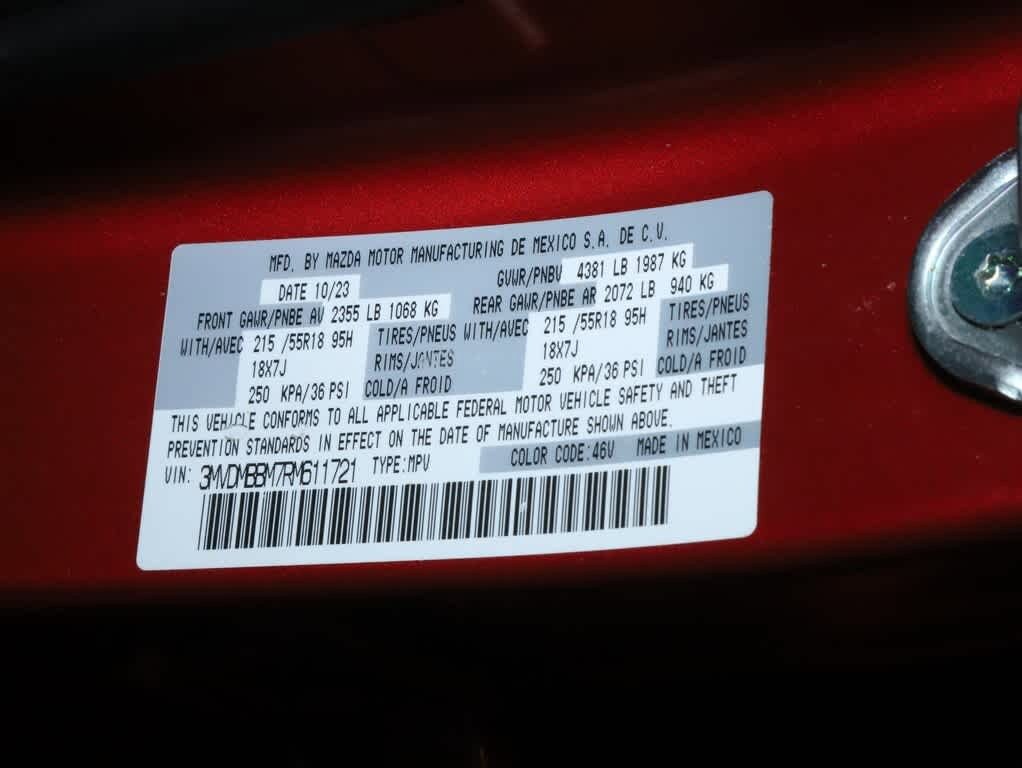 MFD. BY MAZDA MOTOR MANUFACTURING DE MEXICO S.A. DE C.V.
DATE 10/23 GVWR/PNBV 4381 LB 1987 KG
FRONT GAWR/PNBE AV 2355 LB 1068 KG REAR GAWR/PNBE AR 2072 LB 940 KG
WITH/AVEC 215 /55R18 95H TIRES/PNEUS WITH/AVEC 215 /55R18 95H TIRES/PNEUS
18X7J RIMS/JANTES 18X7J RIMS/JANTES
250 KPA/36 PSI COLD/A FROID 250 KPA/36 PSI COLD/A FROID
THIS VEHICLE CONFORMS TO ALL APPLICABLE FEDERAL MOTOR VEHICLE SAFETY AND THEFT
PREVENTION STANDARDS IN EFFECT ON THE DATE OF MANUFACTURE SHOWN ABOVE.
VIN: 3MVDMBBM7RM611721 TYPE:MPV COLOR CODE:46V MADE IN MEXICO